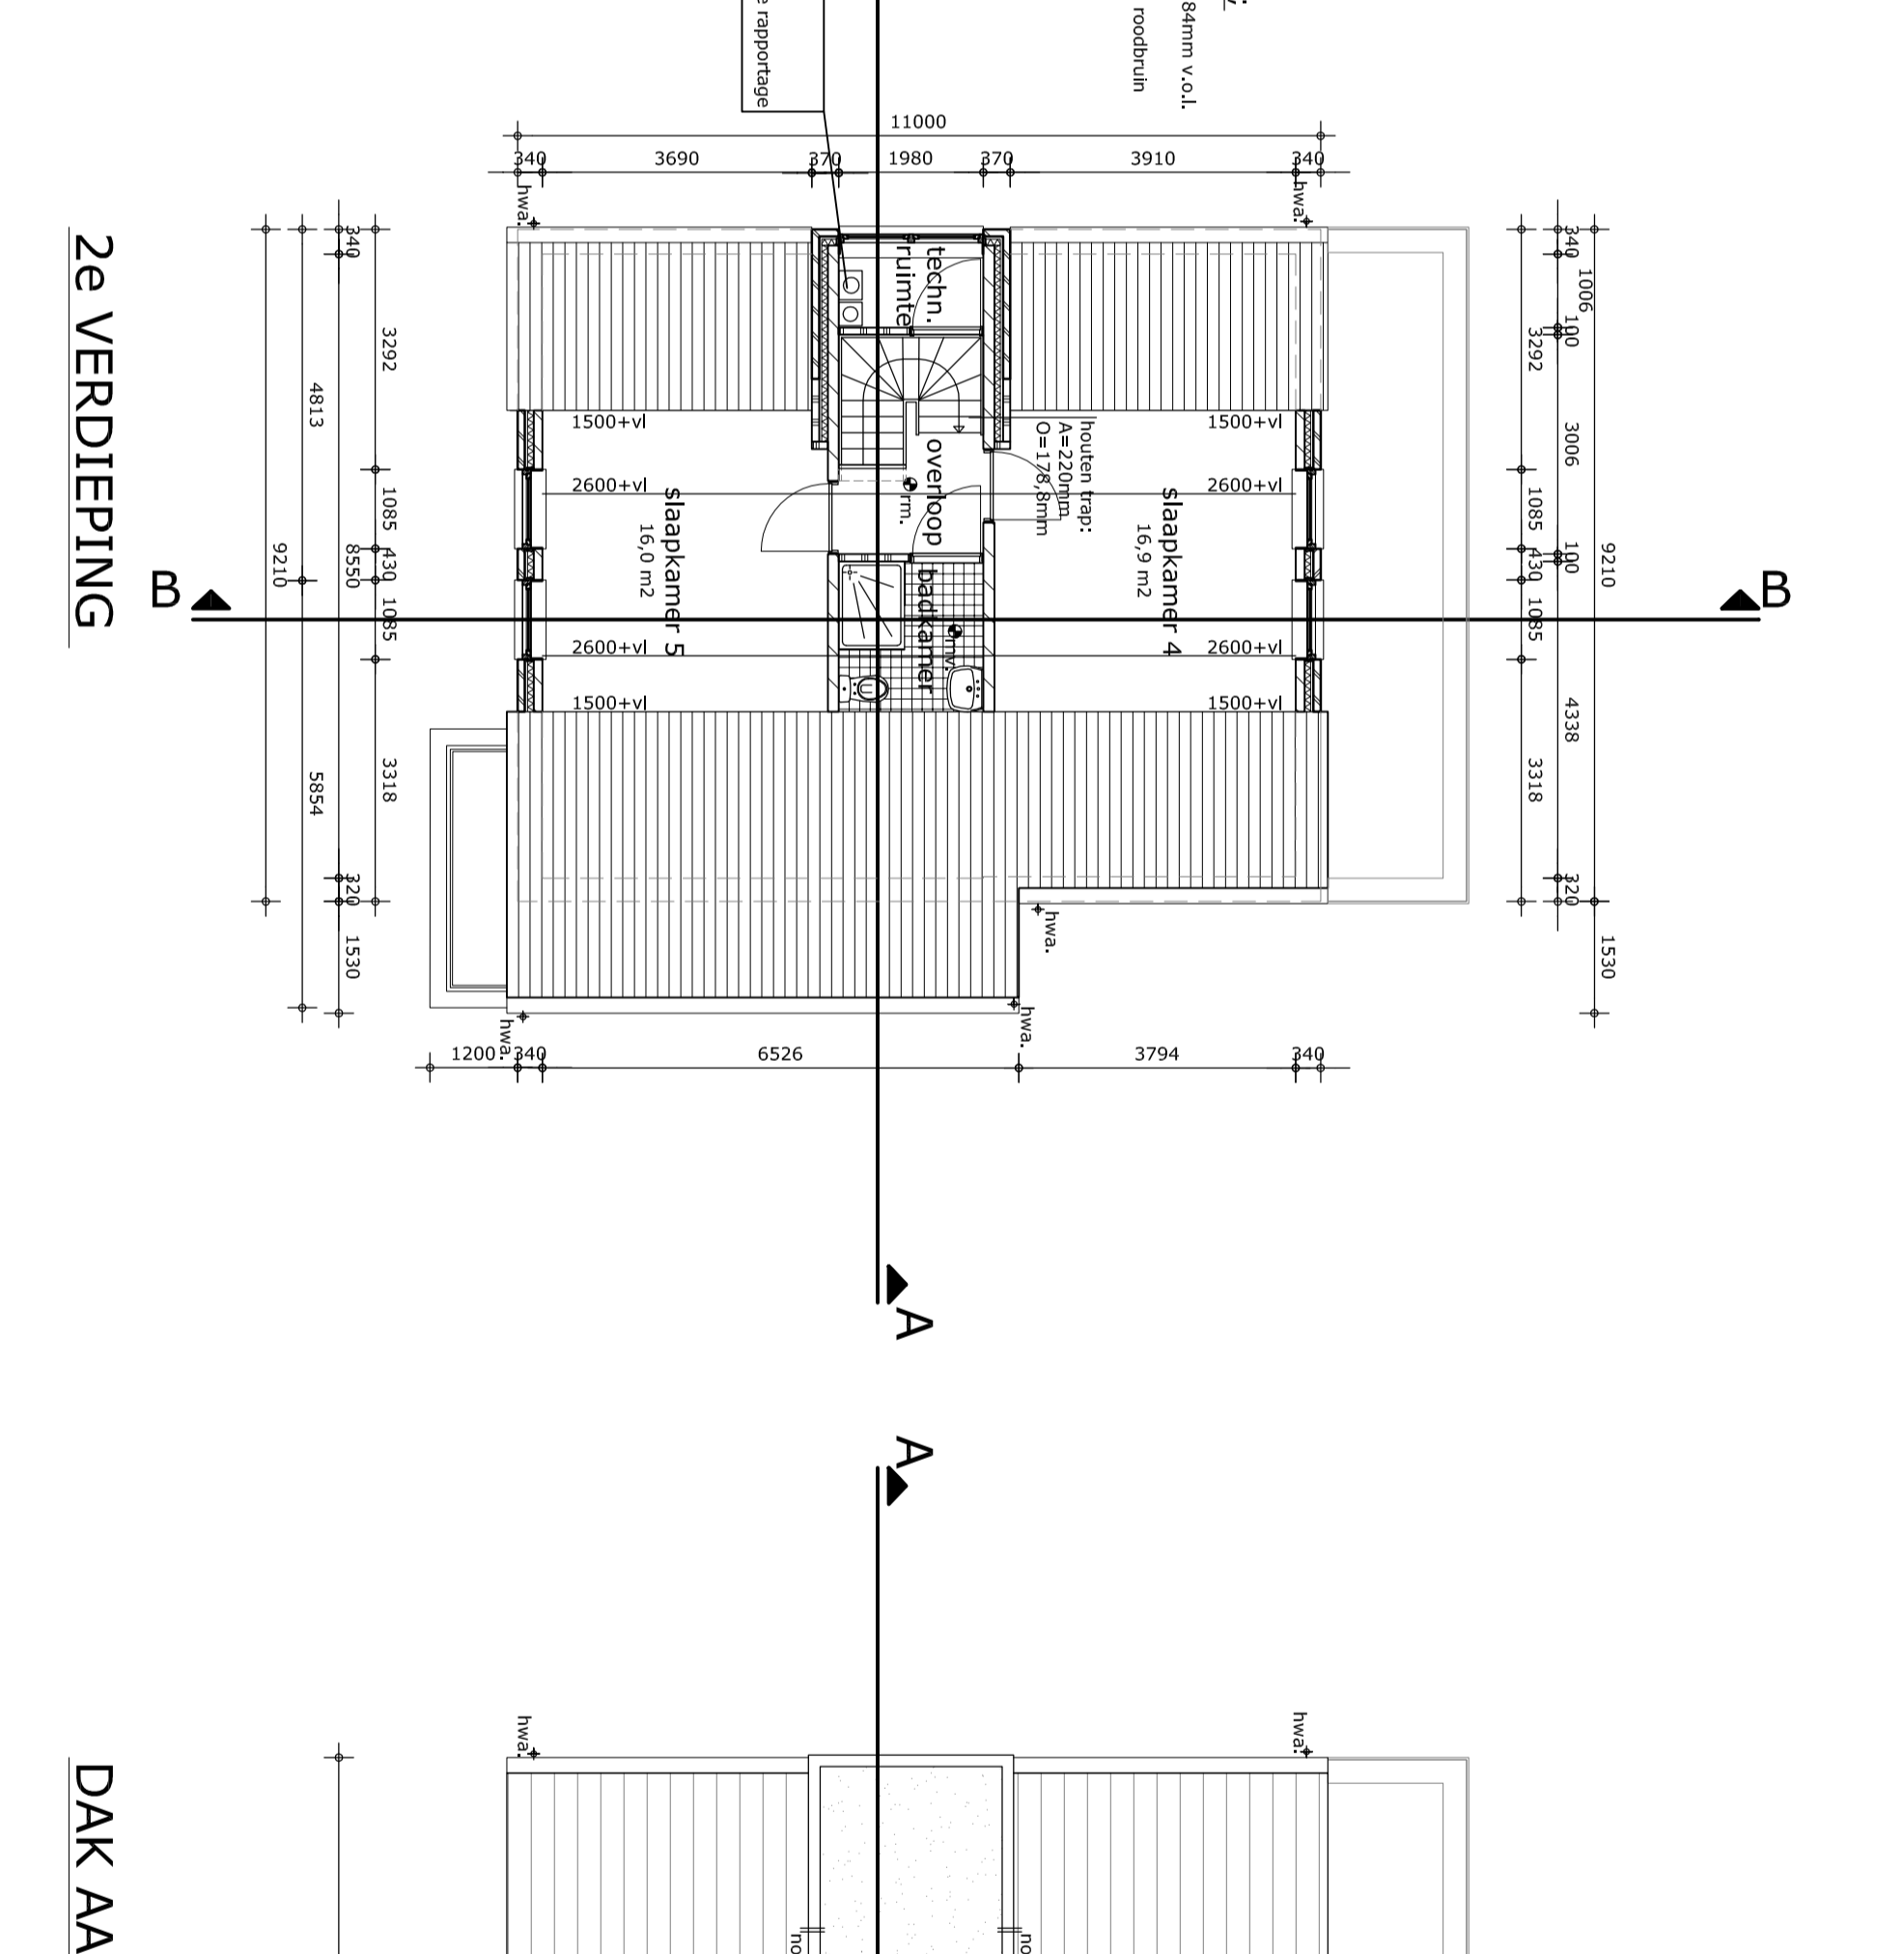 84mm v.o.l.
roodbruin
e rapportage
11000
340
3690
370
1980
370
3910
340
hwa.
hwa.
2e VERDIEPING
9210
4813
5854
340
8550
320
1530
3292
1085
430
1085
3318
techn.
ruimte
houten trap:
A=220mm
O=178,8mm
overloop
rm.
badkamer
mv.
slaapkamer 5
16,0 m2
slaapkamer 4
16,9 m2
1500+vl
1500+vl
2600+vl
2600+vl
2600+vl
2600+vl
1500+vl
1500+vl
B
B
340
1006
100
3006
100
4338
320
3292
1085
430
1085
3318
9210
1530
hwa.
hwa.
hwa.
1200
340
6526
3794
340
A
A
hwa.
hwa.
DAK AA
no
no